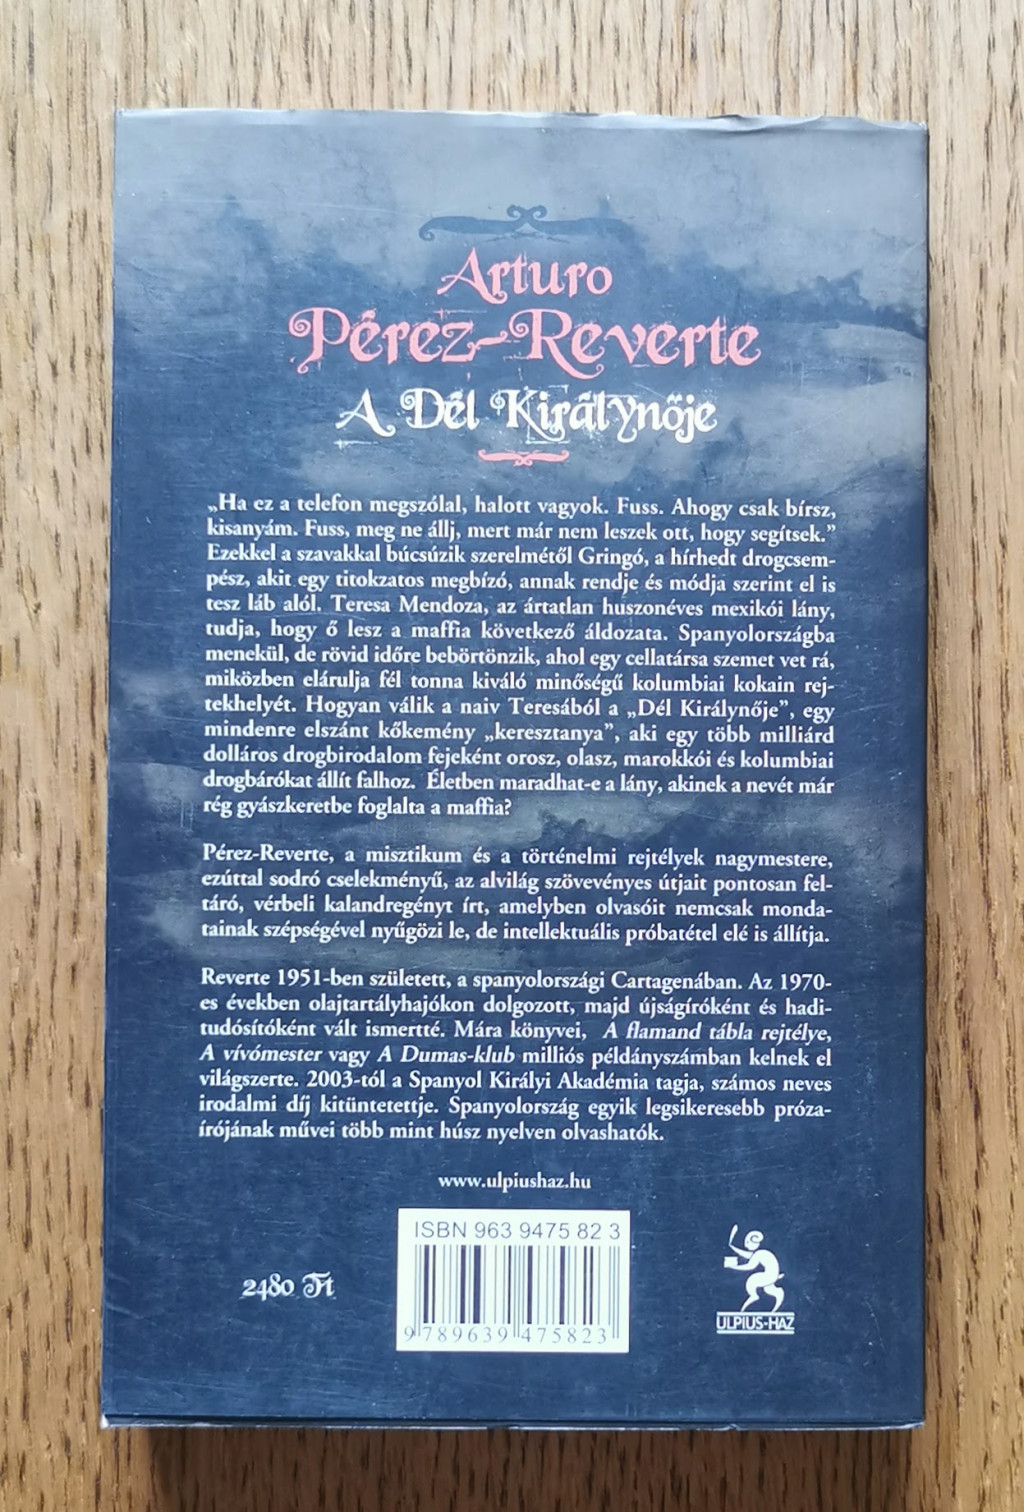 Arturo
Pérez-Reverte
A Dél Királynője
„Ha ez a telefon megszólal, halott vagyok. Fuss. Ahogy csak bírsz,
kisanyám. Fuss, meg ne állj, mert már nem leszek ott, hogy segítsek.”
Ezekkel a szavakkal búcsúzik szerelmétől Gringó, a hírhedt drogcsem-
pész, akit egy titokzatos megbízó, annak rendje és módja szerint el is
tesz láb alól. Teresa Mendoza, az ártatlan huszonéves mexikói lány,
tudja, hogy ő lesz a maffia következő áldozata. Spanyolországba
menekül, de rövid időre bebörtönzik, ahol egy cellatársa szemet vet rá,
miközben elárulja fél tonna kiváló minőségű kolumbiai kokain rej-
tekhelyét. Hogyan válik a naiv Teresából a „Dél Királynője”, egy
mindenre elszánt kőkemény „keresztanya”, aki egy több milliárd
dolláros drogbirodalom fejeként orosz, olasz, marokkói és kolumbiai
drogbárókat állít falhoz. Életben maradhat-e a lány, akinek a nevét már
rég gyászkeretbe foglalta a maffia?
Pérez-Reverte, a misztikum és a történelmi rejtélyek nagymestere,
ezúttal sodró cselekményű, az alvilág szövevényes útjait pontosan fel-
táró, vérbeli kalandregényt írt, amelyben olvasóit nemcsak monda-
tainak szépségével nyűgözi le, de intellektuális próbatétel elé is állítja.
Reverte 1951-ben született, a spanyolországi Cartagenában. Az 1970-
es években olajtartályhajókon dolgozott, majd újságíróként és hadi-
tudósítóként vált ismertté. Mára könyvei, A flamand tábla rejtélye,
A vívómester vagy A Dumas-klub milliós példányszámban kelnek el
világszerte. 2003-tól a Spanyol Királyi Akadémia tagja, számos neves
irodalmi díj kitüntetettje. Spanyolország egyik legsikeresebb próza-
írójának művei több mint húsz nyelven olvashatók.
www.ulpiushaz.hu
ISBN 963 9475 82 3
9 789639 475823
2480 Ft
ULPIUS-HÁZ